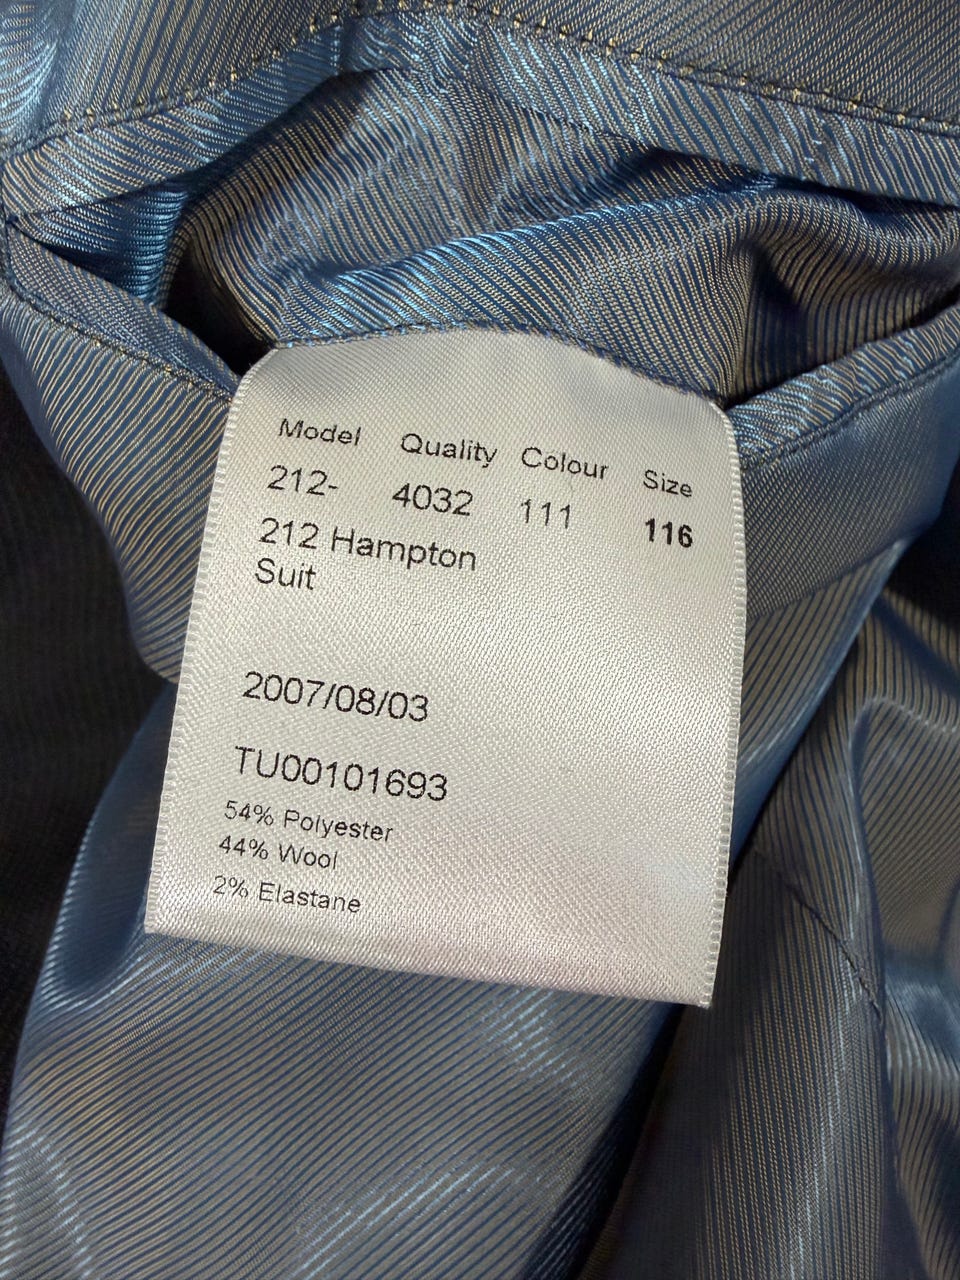 Model Quality Colour Size
212- 4032 111 116
212 Hampton
Suit
2007/08/03
TU00101693
54% Polyester
44% Wool
2% Elastane